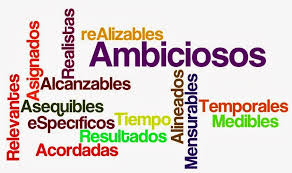 reAlizables
Ambiciosos
Realistas
Asignados
Relevantes
Alcanzables
Asequibles
eSpecíficos
Tiempo
Resultados
Acordadas
Alineados
Mensurables
Temporales
Medibles